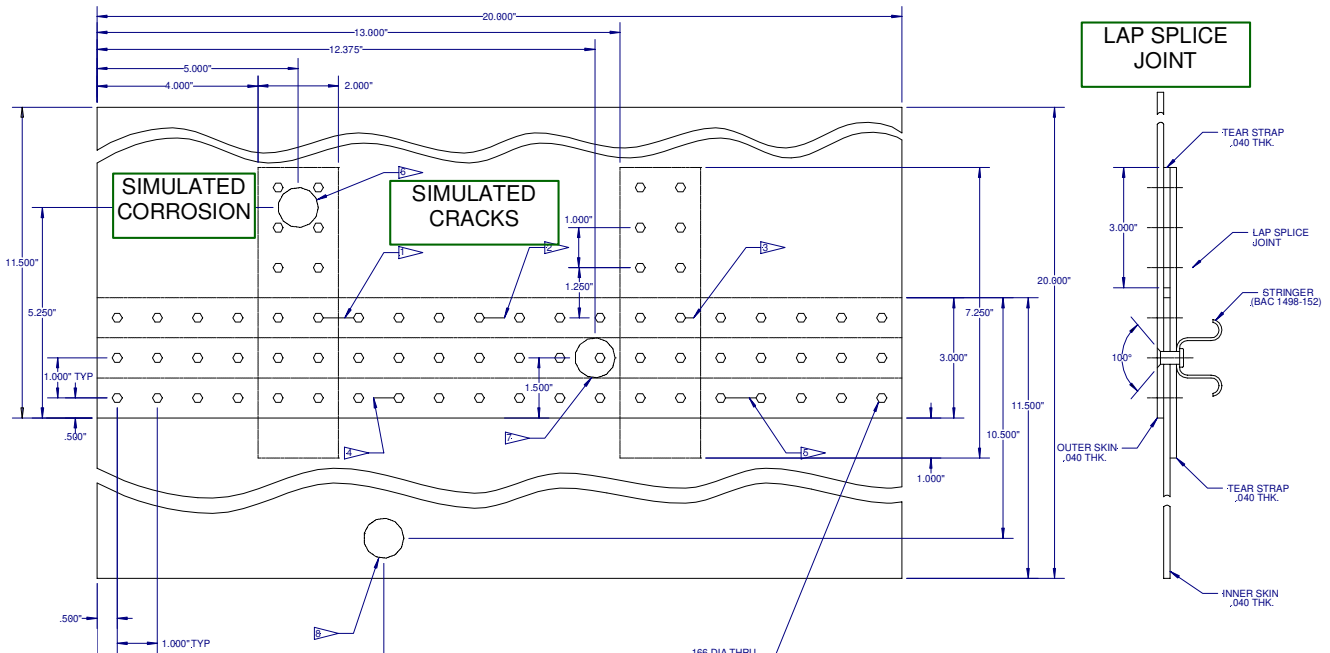 20.000"
13.000"
12.375"
5.000"
4.000"
2.000"
LAP SPLICE
JOINT
TEAR STRAP
.040 THK.
SIMULATED
CORROSION
6
SIMULATED
CRACKS
1.000"
3.000"
1
2
3
LAP SPLICE
JOINT
11.500"
5.250"
1.250"
20.000"
7.250"
STRINGER
(BAC 1498-152)
100°
1.000" TYP
1.500"
3.000"
11.500"
10.500"
.500"
4
7
5
1.000"
OUTER SKIN
.040 THK.
TEAR STRAP
.040 THK.
INNER SKIN
.040 THK.
.500"
8
1.000" TYP
.166 DIA THRU